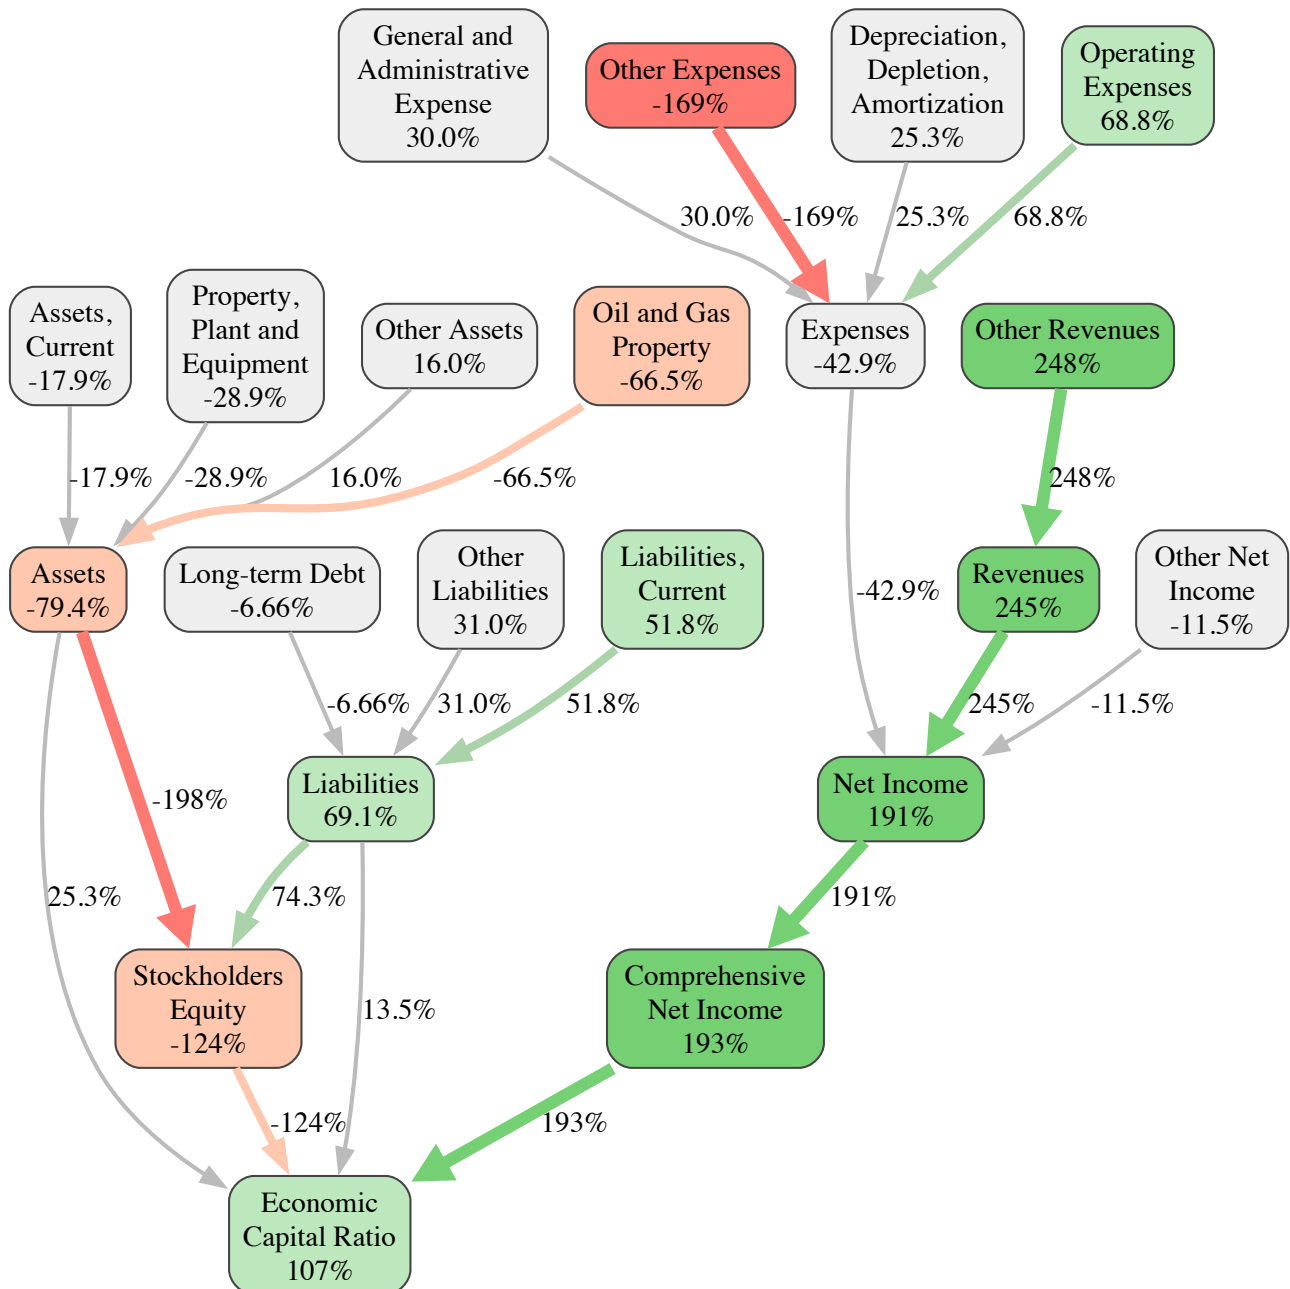 General and
Administrative
Expense
30.0%
Other Expenses
-169%
Depreciation,
Depletion,
Amortization
25.3%
Operating
Expenses
68.8%
30.0%
-169%
25.3%
68.8%
Assets,
Current
-17.9%
Property,
Plant and
Equipment
-28.9%
Other Assets
16.0%
Oil and Gas
Property
-66.5%
Expenses
-42.9%
Other Revenues
248%
-17.9%
-28.9%
16.0%
-66.5%
248%
Assets
-79.4%
Long-term Debt
-6.66%
Other
Liabilities
31.0%
Liabilities,
Current
51.8%
-42.9%
Revenues
245%
Other Net
Income
-11.5%
-6.66%
31.0%
51.8%
245%
-11.5%
-198%
Liabilities
69.1%
Net Income
191%
25.3%
74.3%
191%
Stockholders
Equity
-124%
13.5%
Comprehensive
Net Income
193%
-124%
193%
Economic
Capital Ratio
107%